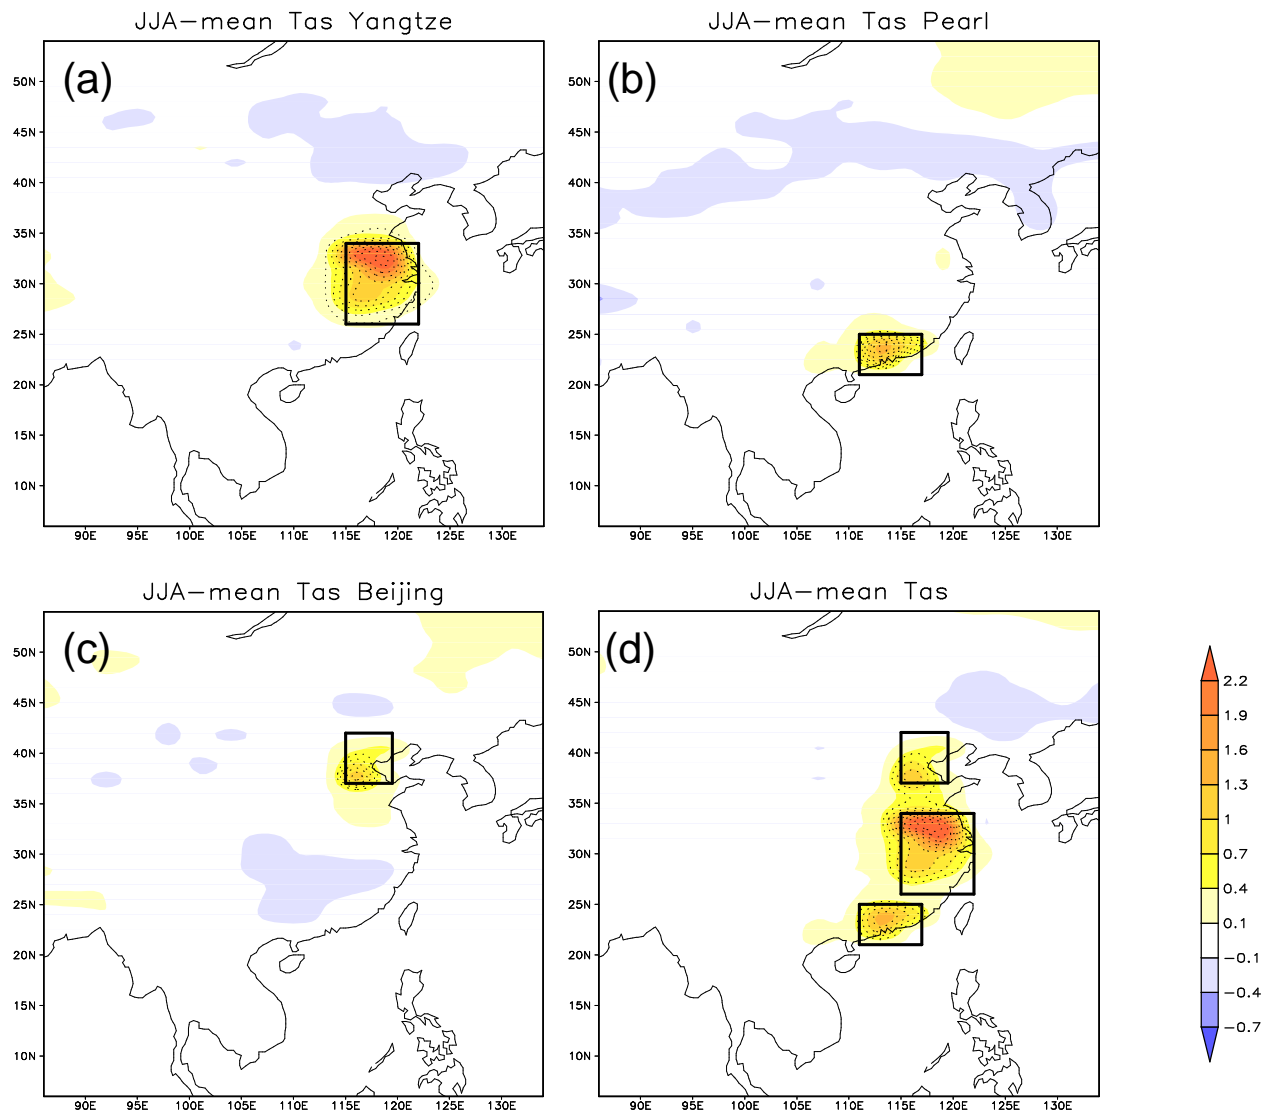 JJA−mean Tas Yangtze
JJA−mean Tas Pearl
(a)
(b)
50N
45N
40N
35N
30N
25N
20N
15N
10N
90E 95E 100E 105E 110E 115E 120E 125E 130E
50N
45N
40N
35N
30N
25N
20N
15N
10N
90E 95E 100E 105E 110E 115E 120E 125E 130E
JJA−mean Tas Beijing
JJA−mean Tas
(c)
(d)
50N
45N
40N
35N
30N
25N
20N
15N
10N
90E 95E 100E 105E 110E 115E 120E 125E 130E
50N
45N
40N
35N
30N
25N
20N
15N
10N
90E 95E 100E 105E 110E 115E 120E 125E 130E
2.2
1.9
1.6
1.3
1
0.7
0.4
0.1
−0.1
−0.4
−0.7